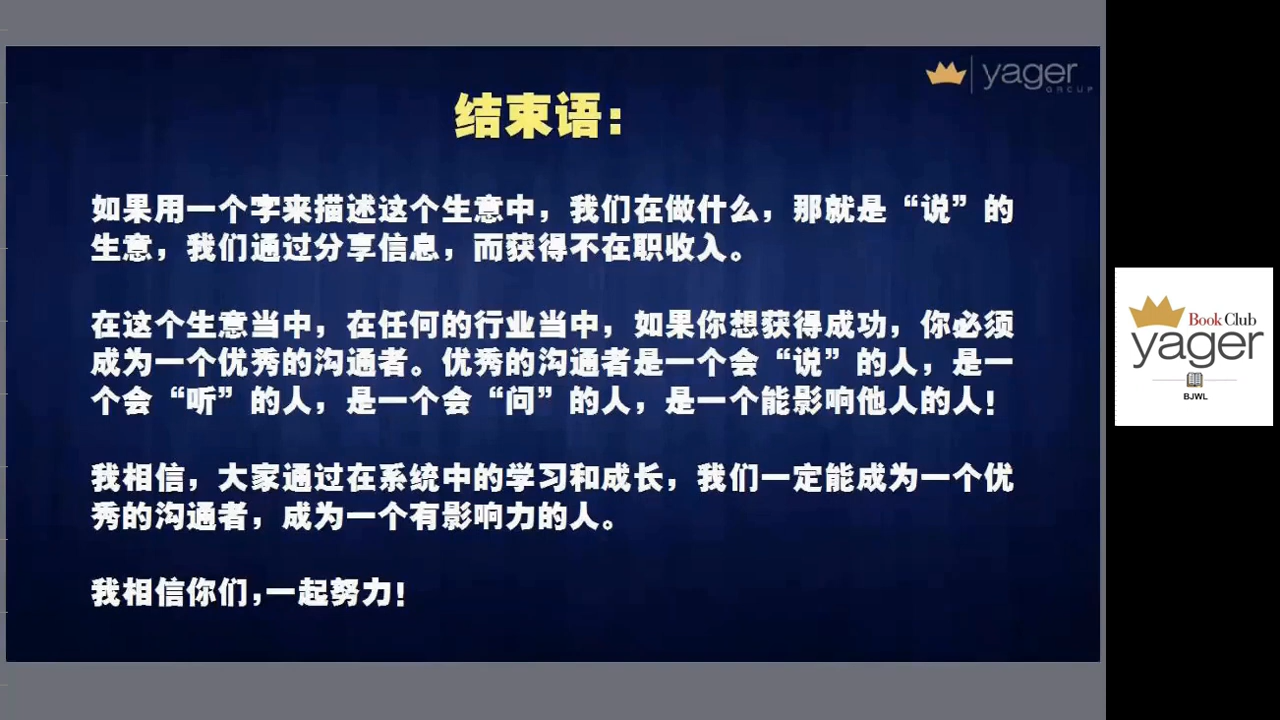 yager
GROUP
结束语：
如果用一个字来描述这个生意中，我们在做什么，那就是“说”的
生意，我们通过分享信息，而获得不在职收入。
在这个生意当中，在任何的行业当中，如果你想获得成功，你必须
成为一个优秀的沟通者。优秀的沟通者是一个会“说”的人，是一
个会“听”的人，是一个会“问”的人，是一个能影响他人的人！
我相信，大家通过在系统中的学习和成长，我们一定能成为一个优
秀的沟通者，成为一个有影响力的人。
我相信你们，一起努力！
Book Club
yager
BJWL